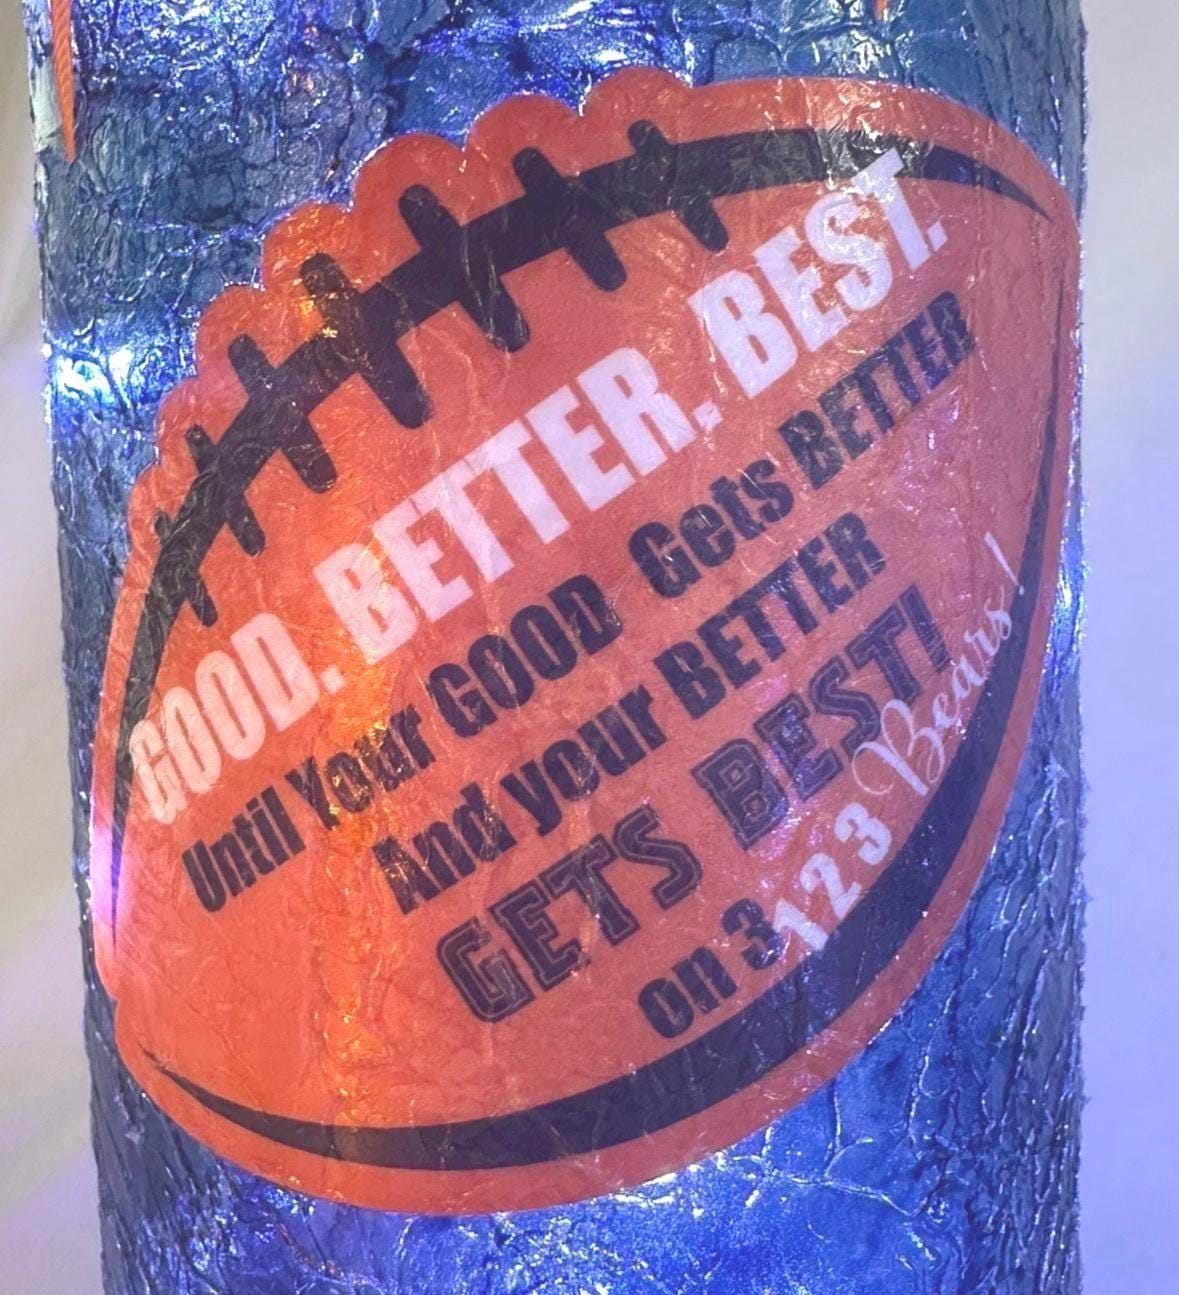 GOOD. BETTER. BEST.
Until Your GOOD Gets BETTER
And your BETTER
GETS BEST!
on 3 1 2 3 Bears!